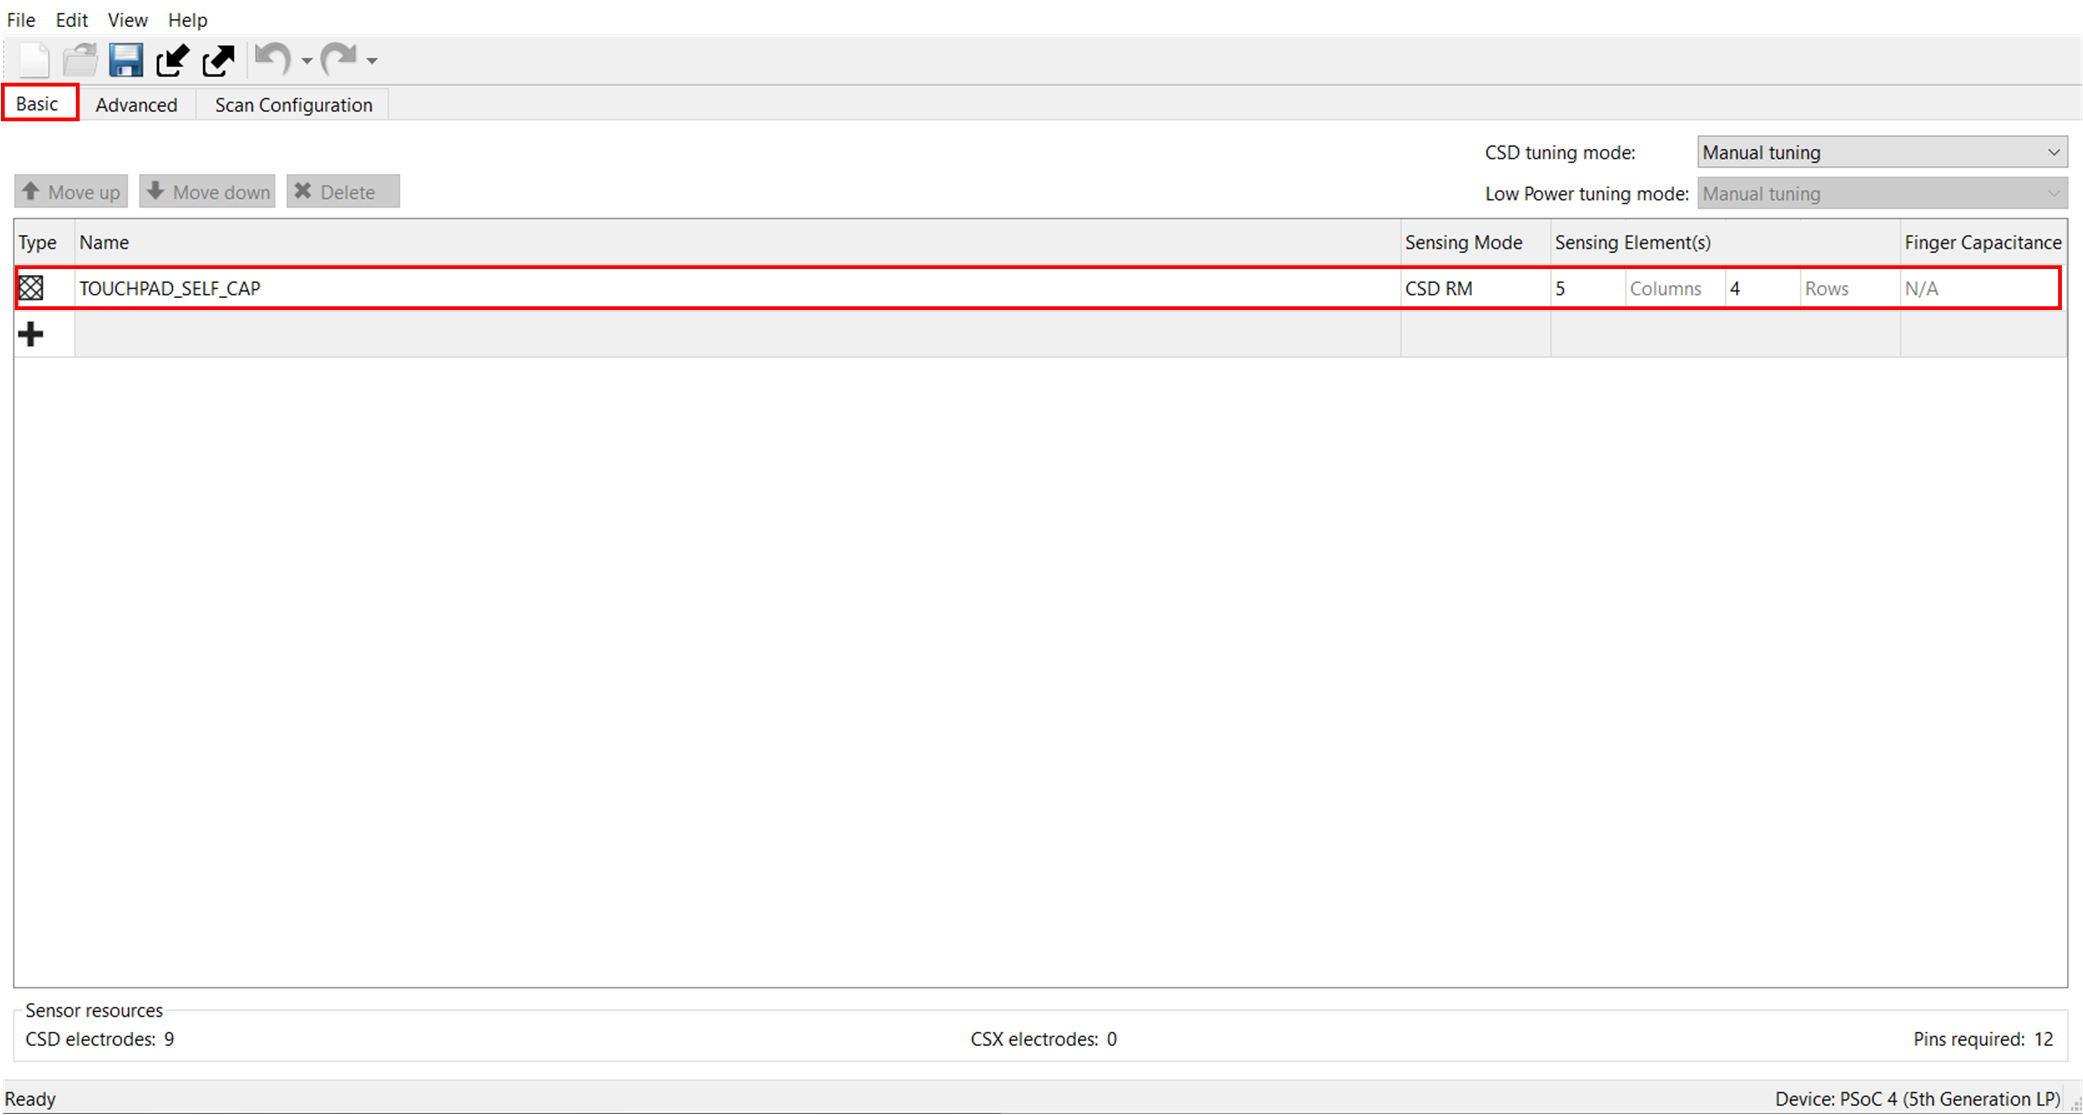 File Edit View Help
Basic Advanced Scan Configuration
CSD tuning mode: Manual tuning
Move up Move down Delete Low Power tuning mode: Manual tuning
Type Name Sensing Mode Sensing Element(s) Finger Capacitance
TOUCHPAD_SELF_CAP CSD RM 5 Columns 4 Rows N/A
Sensor resources
CSD electrodes: 9 CSX electrodes: 0 Pins required: 12
Ready Device: PSoC 4 (5th Generation LP)